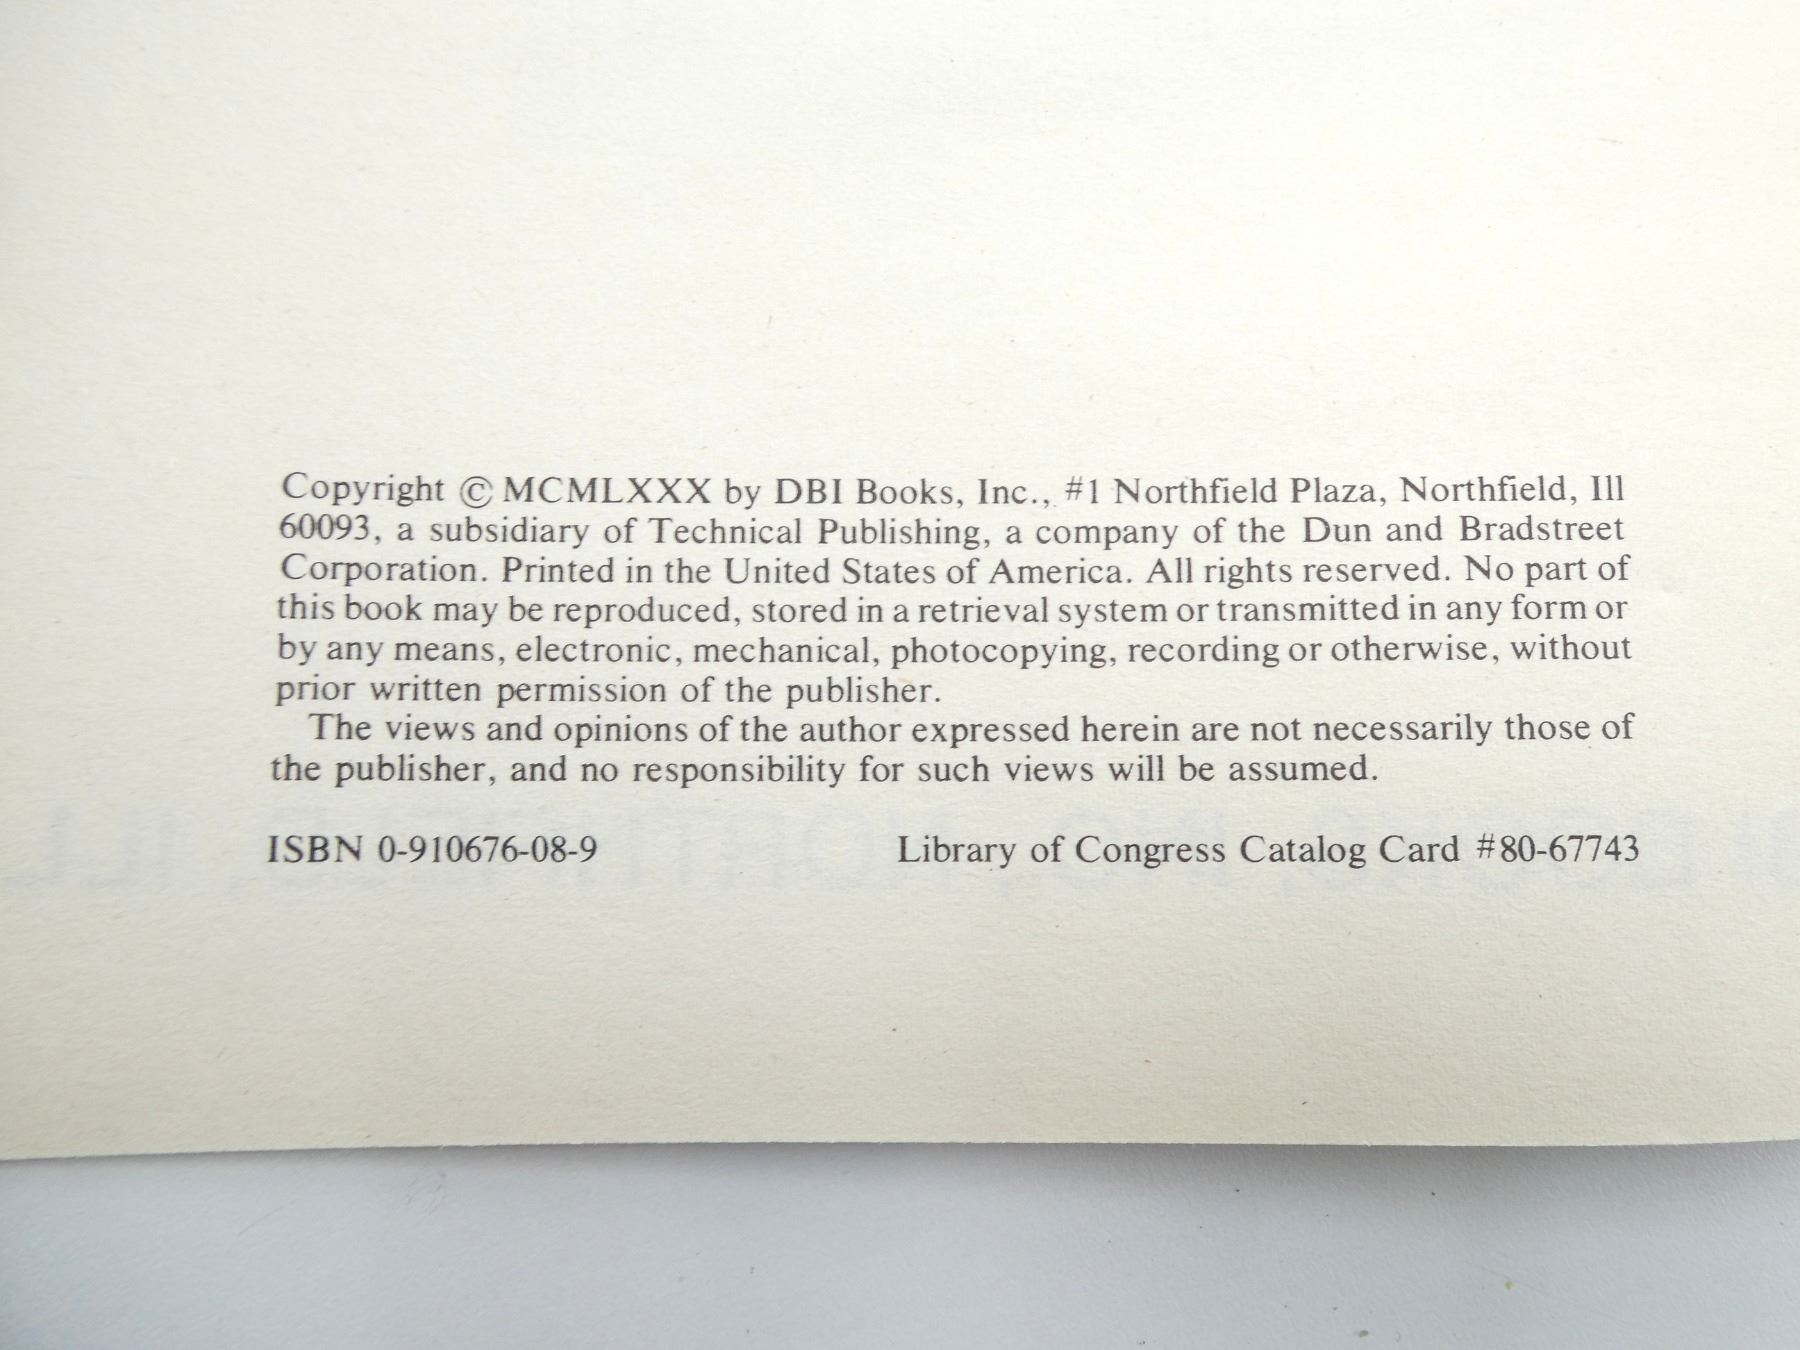 Copyright © MCMLXXX by DBI Books, Inc., #1 Northfield Plaza, Northfield, Ill
60093, a subsidiary of Technical Publishing, a company of the Dun and Bradstreet
Corporation. Printed in the United States of America. All rights reserved. No part of
this book may be reproduced, stored in a retrieval system or transmitted in any form or
by any means, electronic, mechanical, photocopying, recording or otherwise, without
prior written permission of the publisher.
The views and opinions of the author expressed herein are not necessarily those of
the publisher, and no responsibility for such views will be assumed.
ISBN 0-910676-08-9 Library of Congress Catalog Card #80-67743